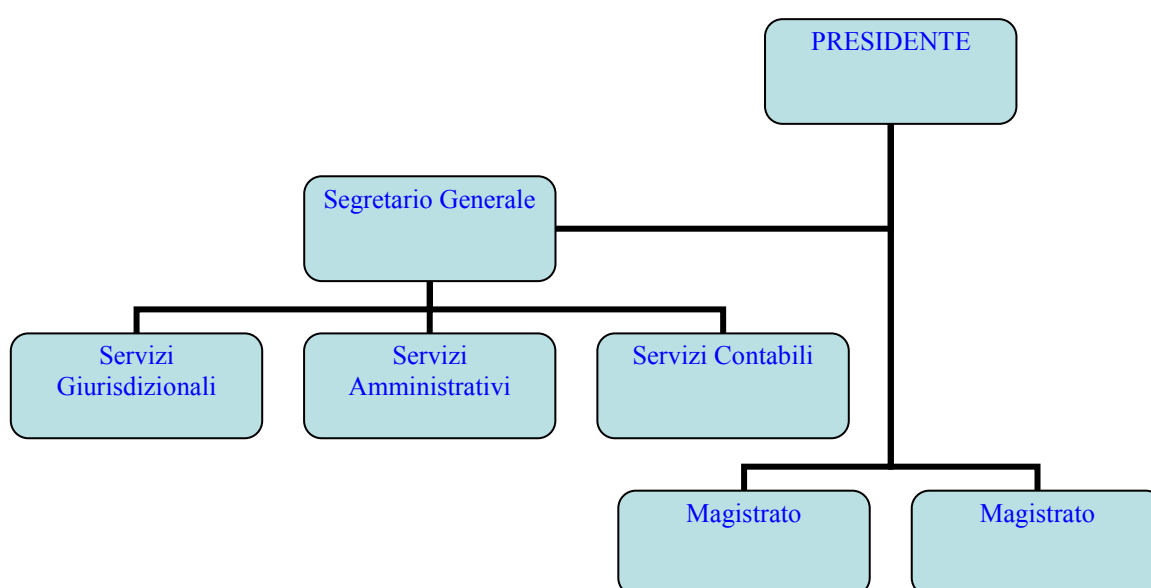 PRESIDENTE
Segretario Generale
Servizi
Giurisdizionali
Servizi
Amministrativi
Servizi Contabili
Magistrato
Magistrato